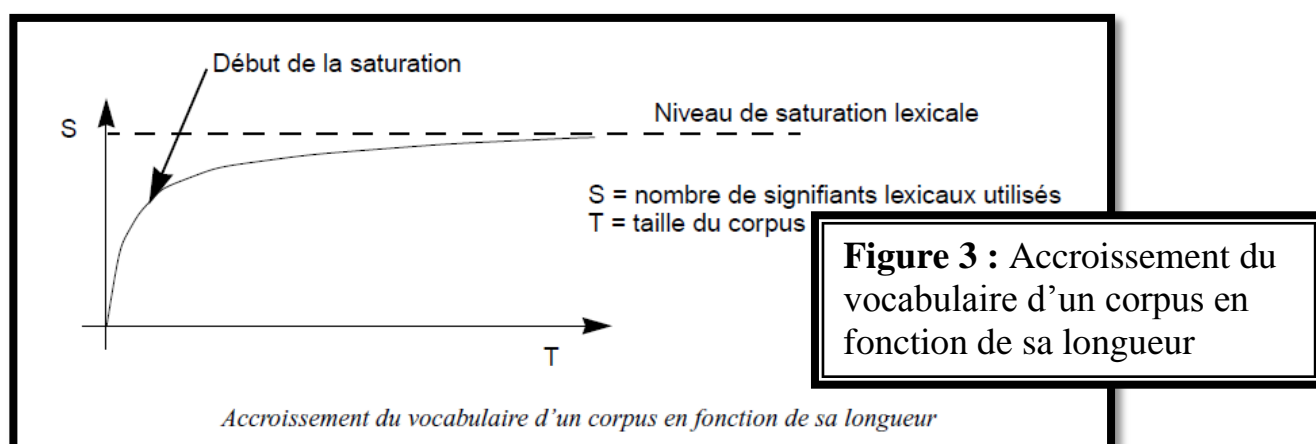 Début de la saturation
Niveau de saturation lexicale
S
S = nombre de signifiants lexicaux utilisés
T = taille du corpus
T
Accroissement du vocabulaire d'un corpus en fonction de sa longueur
Figure 3 : Accroissement du
vocabulaire d’un corpus en
fonction de sa longueur